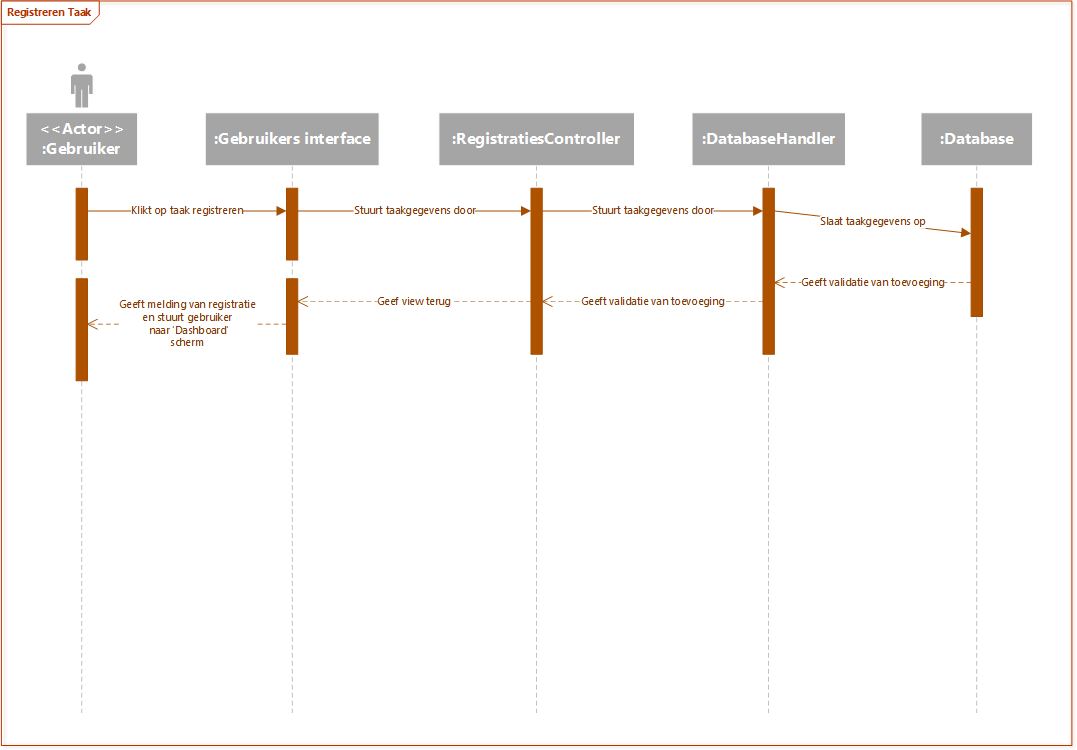 Registreren Taak
<<Actor>>
:Gebruiker
:Gebruikers interface
:RegistratiesController
:DatabaseHandler
:Database
Klikt op taak registreren
Stuurt taakgegevens door
Stuurt taakgegevens door
Slaat taakgegevens op
Geeft validatie van toevoeging
Geeft validatie van toevoeging
Geef view terug
Geeft melding van registratie
en stuurt gebruiker
naar 'Dashboard'
scherm